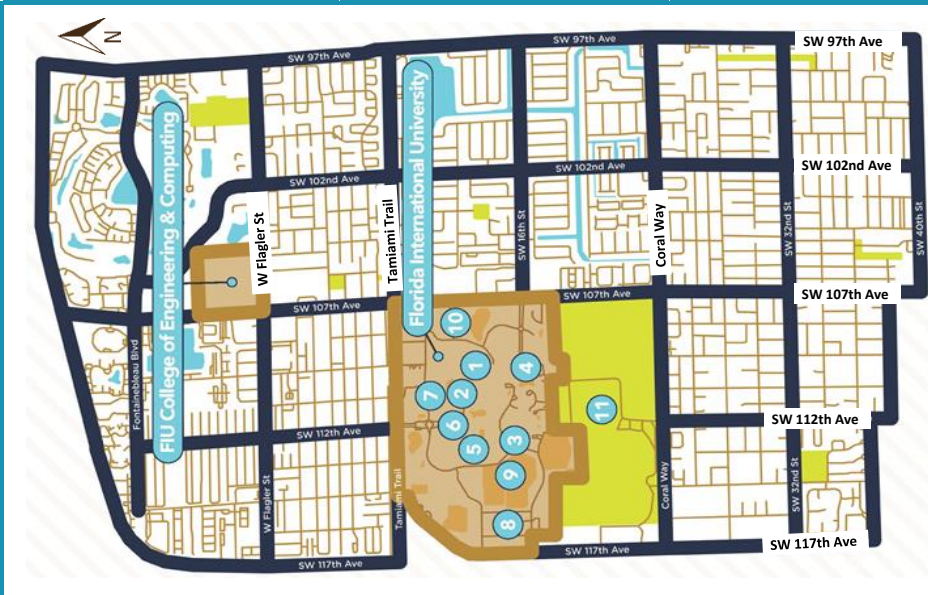 N
SW 97th Ave
SW 97th Ave
SW 97th Ave
FIU College of Engineering & Computing
Florida International University
SW 102nd Ave
SW 102nd Ave
SW 102nd Ave
W Flagler St
Tamiami Trail
SW 16th St
Coral Way
SW 32nd St
SW 40th St
SW 107th Ave
SW 107th Ave
SW 107th Ave
Fontainebleau Blvd
10
1
4
7
2
11
6
3
5
9
8
SW 112th Ave
SW 112th Ave
W Flagler St
Tamiami Trail
Coral Way
SW 32nd St
SW 117th Ave
SW 117th Ave
SW 117th Ave